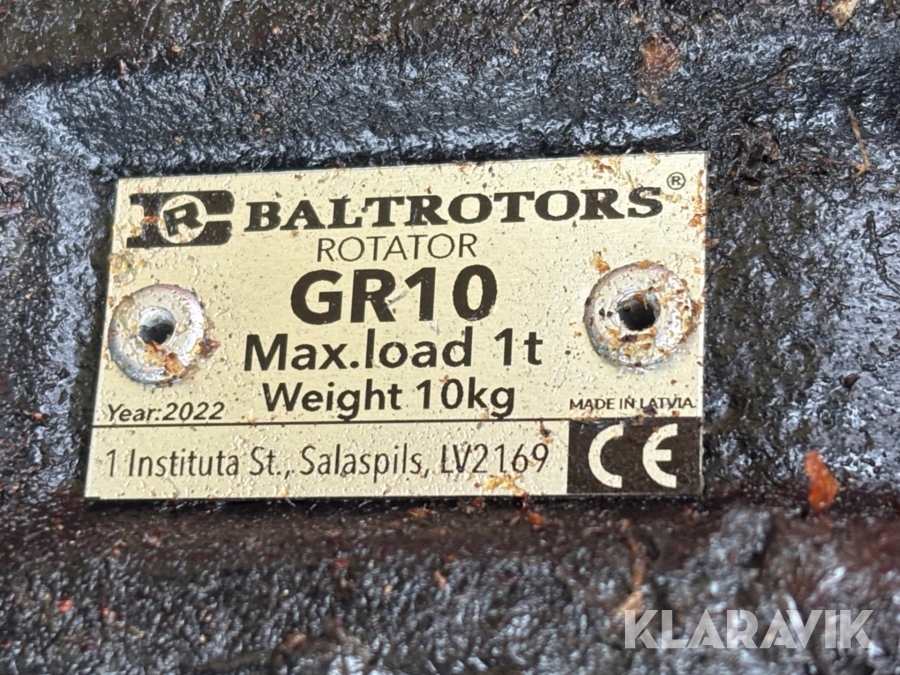 R BALTROTORS®
ROTATOR
GR10
Max.load 1t
Weight 10kg
Year:2022
MADE IN LATVIA
1 Instituta St., Salaspils, LV2169
CE
KLARAVIK